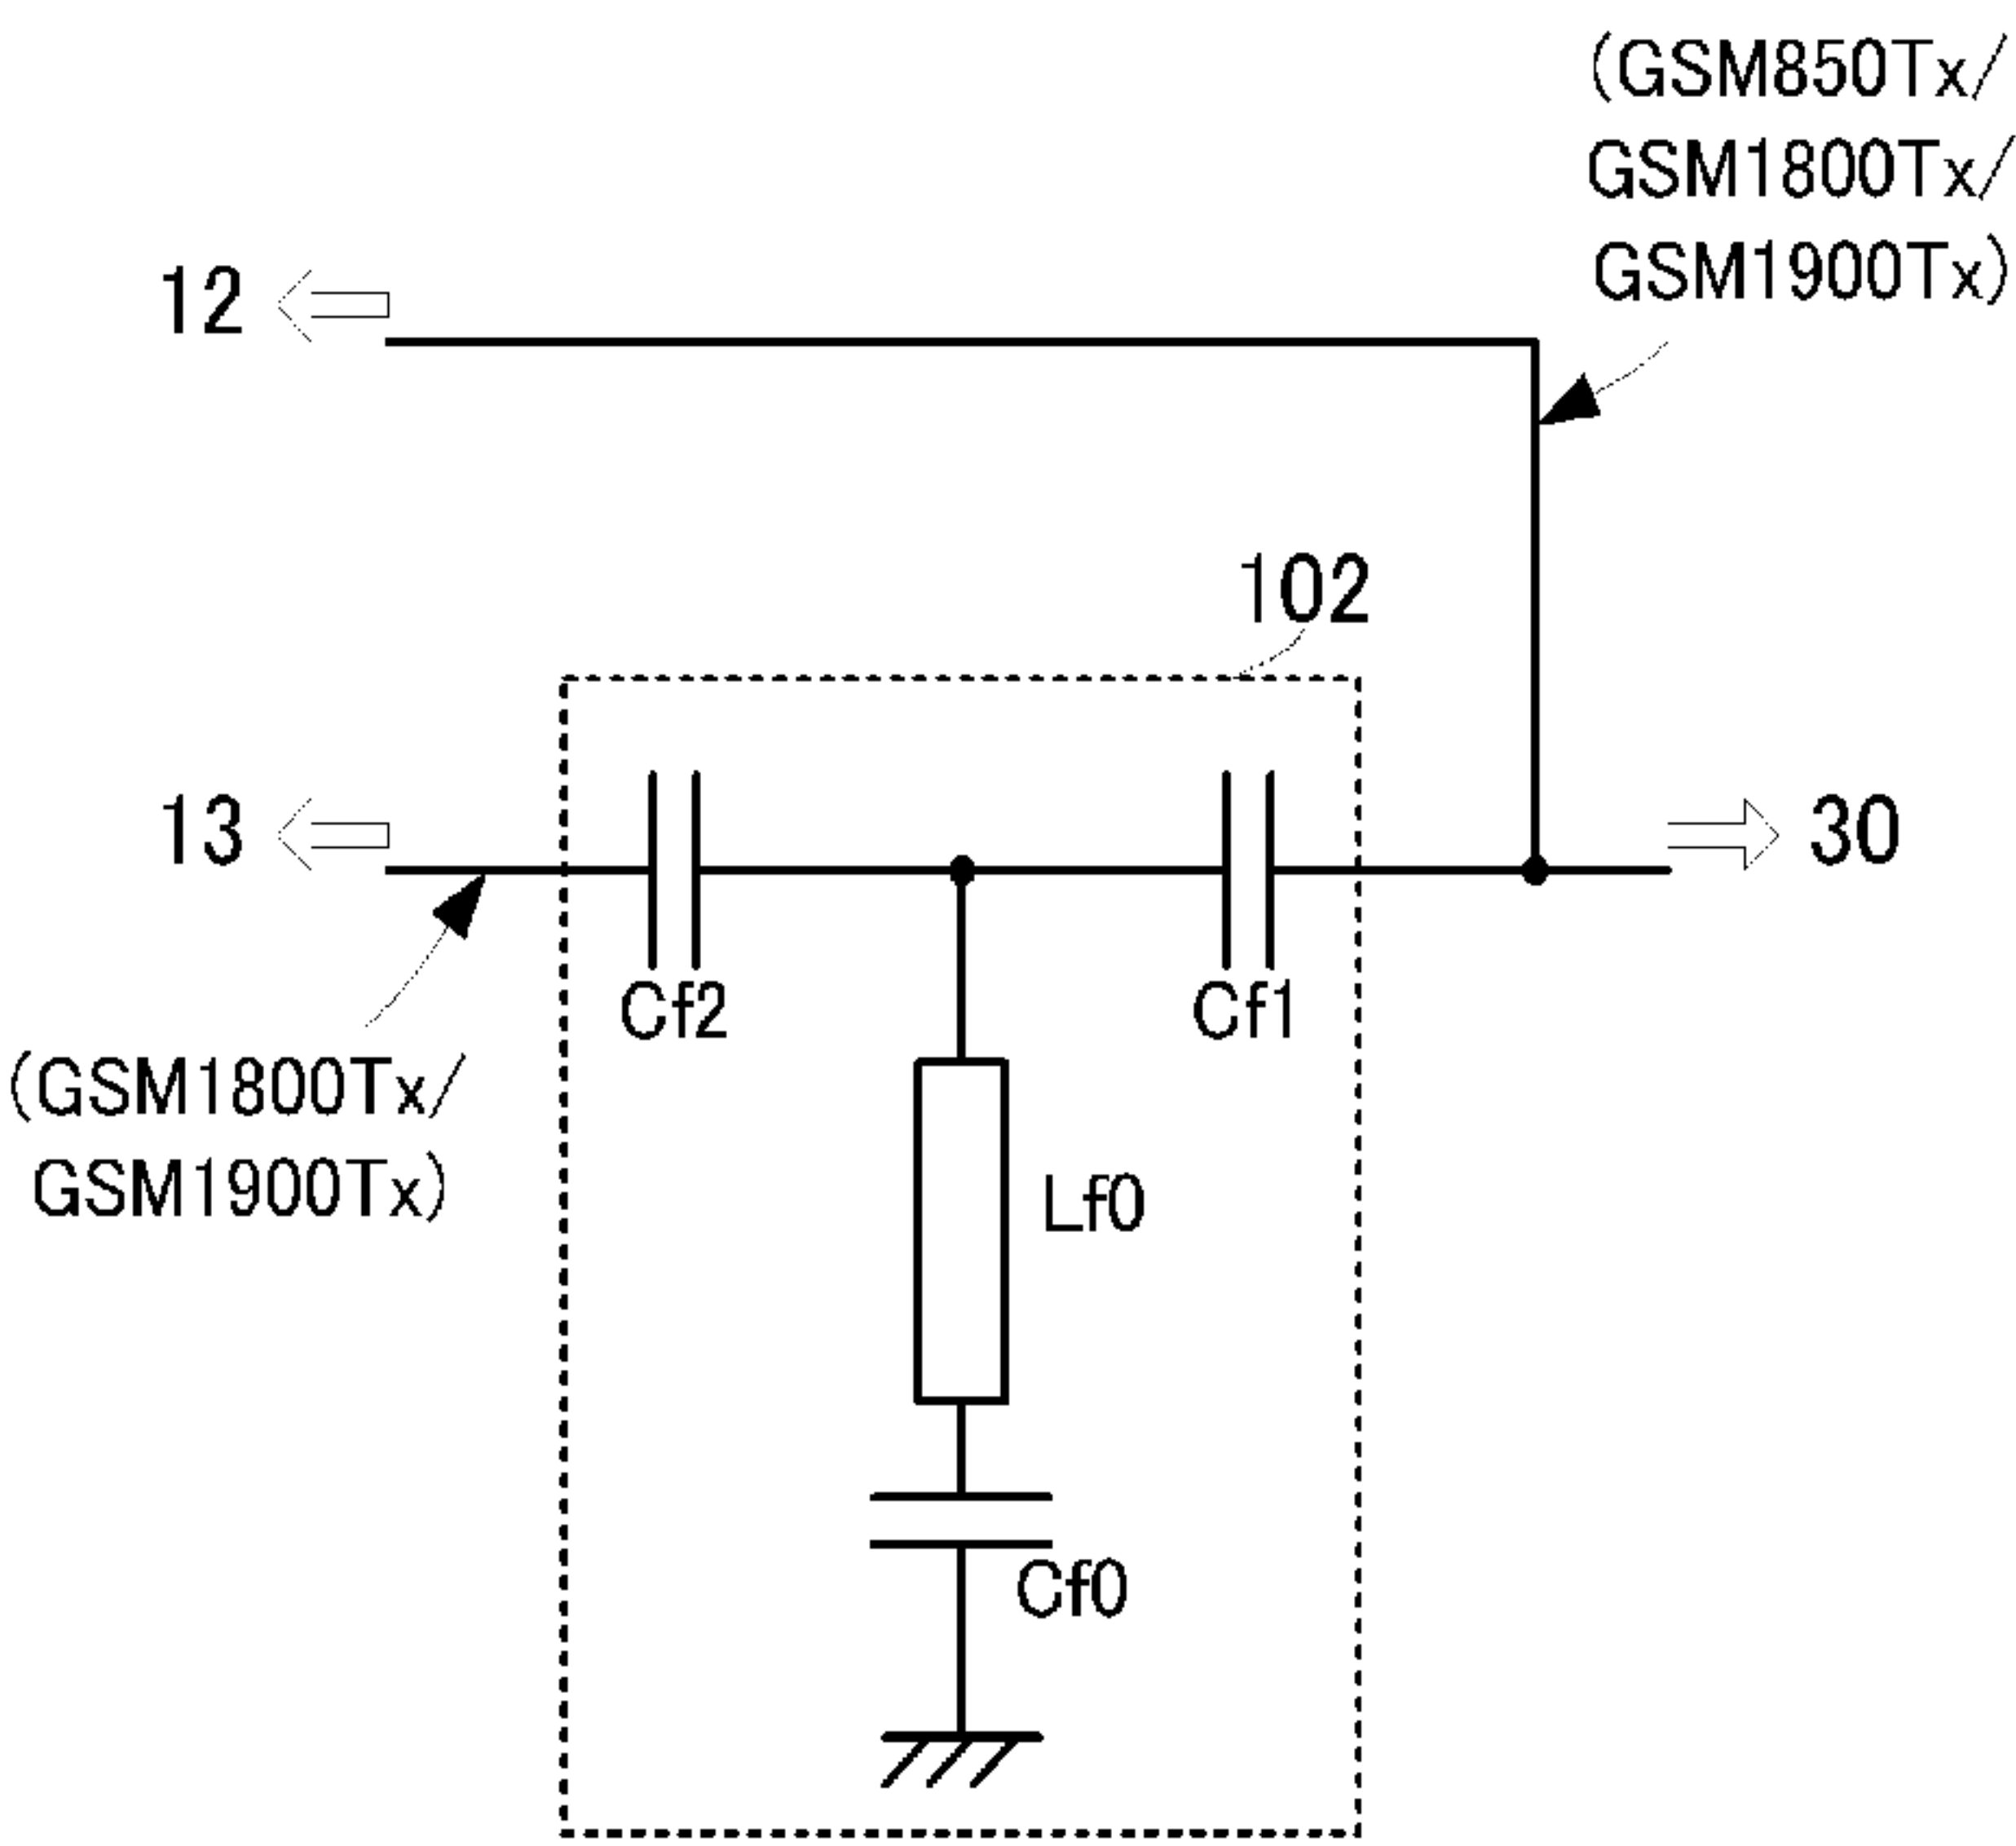 (GSM850Tx/
GSM1800Tx/
GSM1900Tx)
12
102
13
30
Cf2
Cf1
(GSM1800Tx/
GSM1900Tx)
Lf0
Cf0